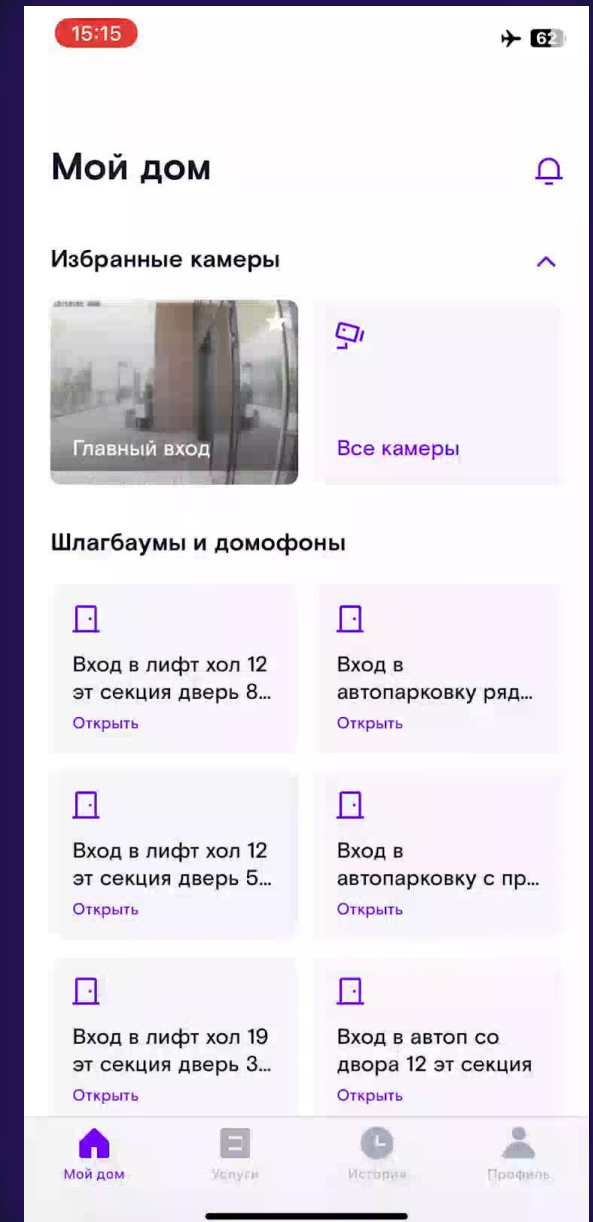 15:15
62
Мой дом
Избранные камеры
Главный вход
Все камеры
Шлагбаумы и домофоны
Вход в лифт хол 12
эт секция дверь 8...
Открыть
Вход в
автопарковку ряд...
Открыть
Вход в лифт хол 12
эт секция дверь 5...
Открыть
Вход в
автопарковку с пр...
Открыть
Вход в лифт хол 19
эт секция дверь 3...
Открыть
Вход в автоп со
двора 12 эт секция
Открыть
Мой дом
Услуги
История
Профиль